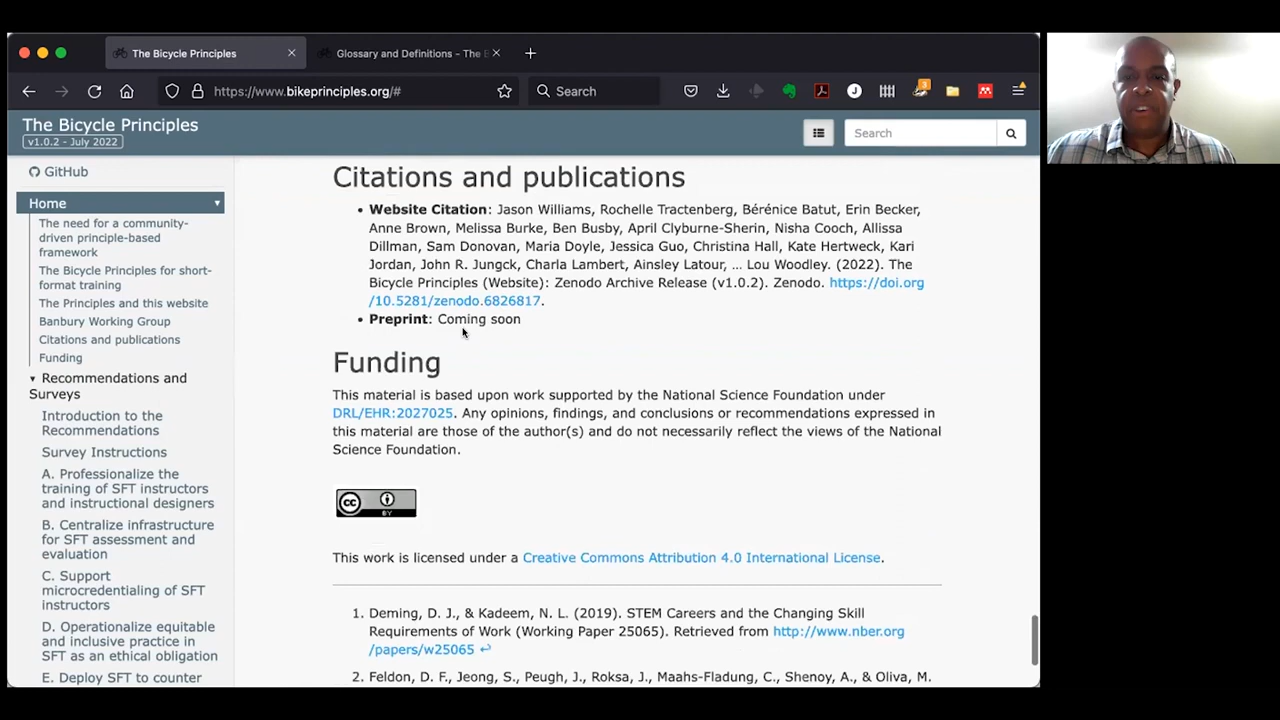 The Bicycle Principles
Glossary and Definitions - The B
https://www.bikeprinciples.org/#
Search
The Bicycle Principles
v1.0.2 - July 2022
Search
GitHub
Home
The need for a community-
driven principle-based
framework
The Bicycle Principles for short-
format training
The Principles and this website
Banbury Working Group
Citations and publications
Funding
Recommendations and
Surveys
Introduction to the
Recommendations
Survey Instructions
A. Professionalize the
training of SFT instructors
and instructional designers
B. Centralize infrastructure
for SFT assessment and
evaluation
C. Support
microcredentialing of SFT
instructors
D. Operationalize equitable
and inclusive practice in
SFT as an ethical obligation
E. Deploy SFT to counter
Citations and publications
• Website Citation: Jason Williams, Rochelle Tractenberg, Bérénice Batut, Erin Becker,
Anne Brown, Melissa Burke, Ben Busby, April Clyburne-Sherin, Nisha Cooch, Allissa
Dillman, Sam Donovan, Maria Doyle, Jessica Guo, Christina Hall, Kate Hertweck, Kari
Jordan, John R. Jungck, Charla Lambert, Ainsley Latour, … Lou Woodley. (2022). The
Bicycle Principles (Website): Zenodo Archive Release (v1.0.2). Zenodo. https://doi.org
/10.5281/zenodo.6826817.
• Preprint: Coming soon
Funding
This material is based upon work supported by the National Science Foundation under
DRL/EHR:2027025. Any opinions, findings, and conclusions or recommendations expressed in
this material are those of the author(s) and do not necessarily reflect the views of the National
Science Foundation.
cc BY
This work is licensed under a Creative Commons Attribution 4.0 International License.
1. Deming, D. J., & Kadeem, N. L. (2019). STEM Careers and the Changing Skill
Requirements of Work (Working Paper 25065). Retrieved from http://www.nber.org
/papers/w25065 ↩
2. Feldon, D. F., Jeong, S., Peugh, J., Roksa, J., Maahs-Fladung, C., Shenoy, A., & Oliva, M.